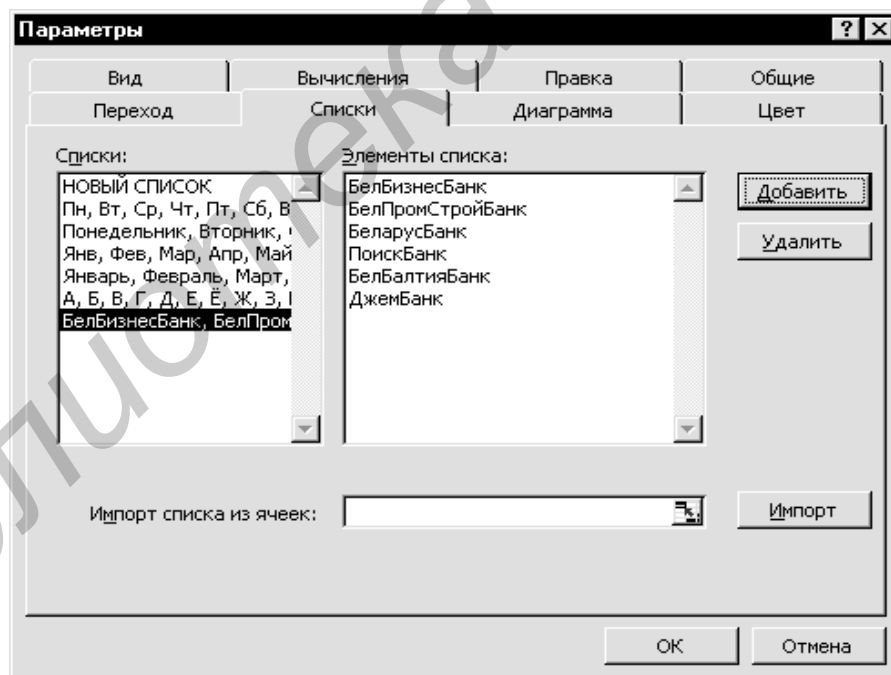 Параметры
Вид Вычисления Правка Общие
Переход Списки Диаграмма Цвет
Списки:
НОВЫЙ СПИСОК
Пн, Вт, Ср, Чт, Пт, Сб, В
Понедельник, Вторник,
Янв, Фев, Мар, Апр, Май
Январь, Февраль, Март,
А, Б, В, Г, Д, Е, Ё, Ж, З,
БелБизнесБанк, БелПром
Элементы списка:
БелБизнесБанк
БелПромСтройБанк
БеларусБанк
ПоискБанк
БелБалтияБанк
ДжемБанк
Добавить
Удалить
Импорт списка из ячеек:
Импорт
ОК Отмена